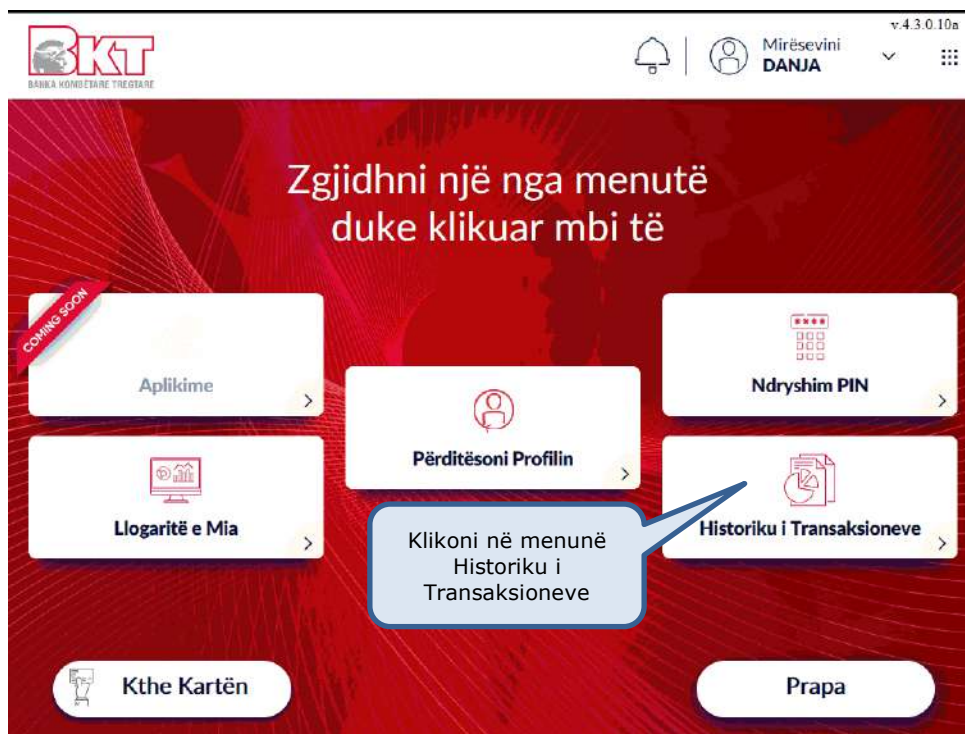 v.4.3.0.10a
BKT
BANKA KOMBËTARE TREGTARE
Mirësevini
DANJA
Zgjidhni një nga menutë
duke klikuar mbi të
COMING SOON
Aplikime
Ndryshim PIN
Përditësoni Profilin
Llogaritë e Mia
Historiku i Transaksioneve
Klikoni në menunë
Historiku i
Transaksioneve
Kthe Kartën
Prapa